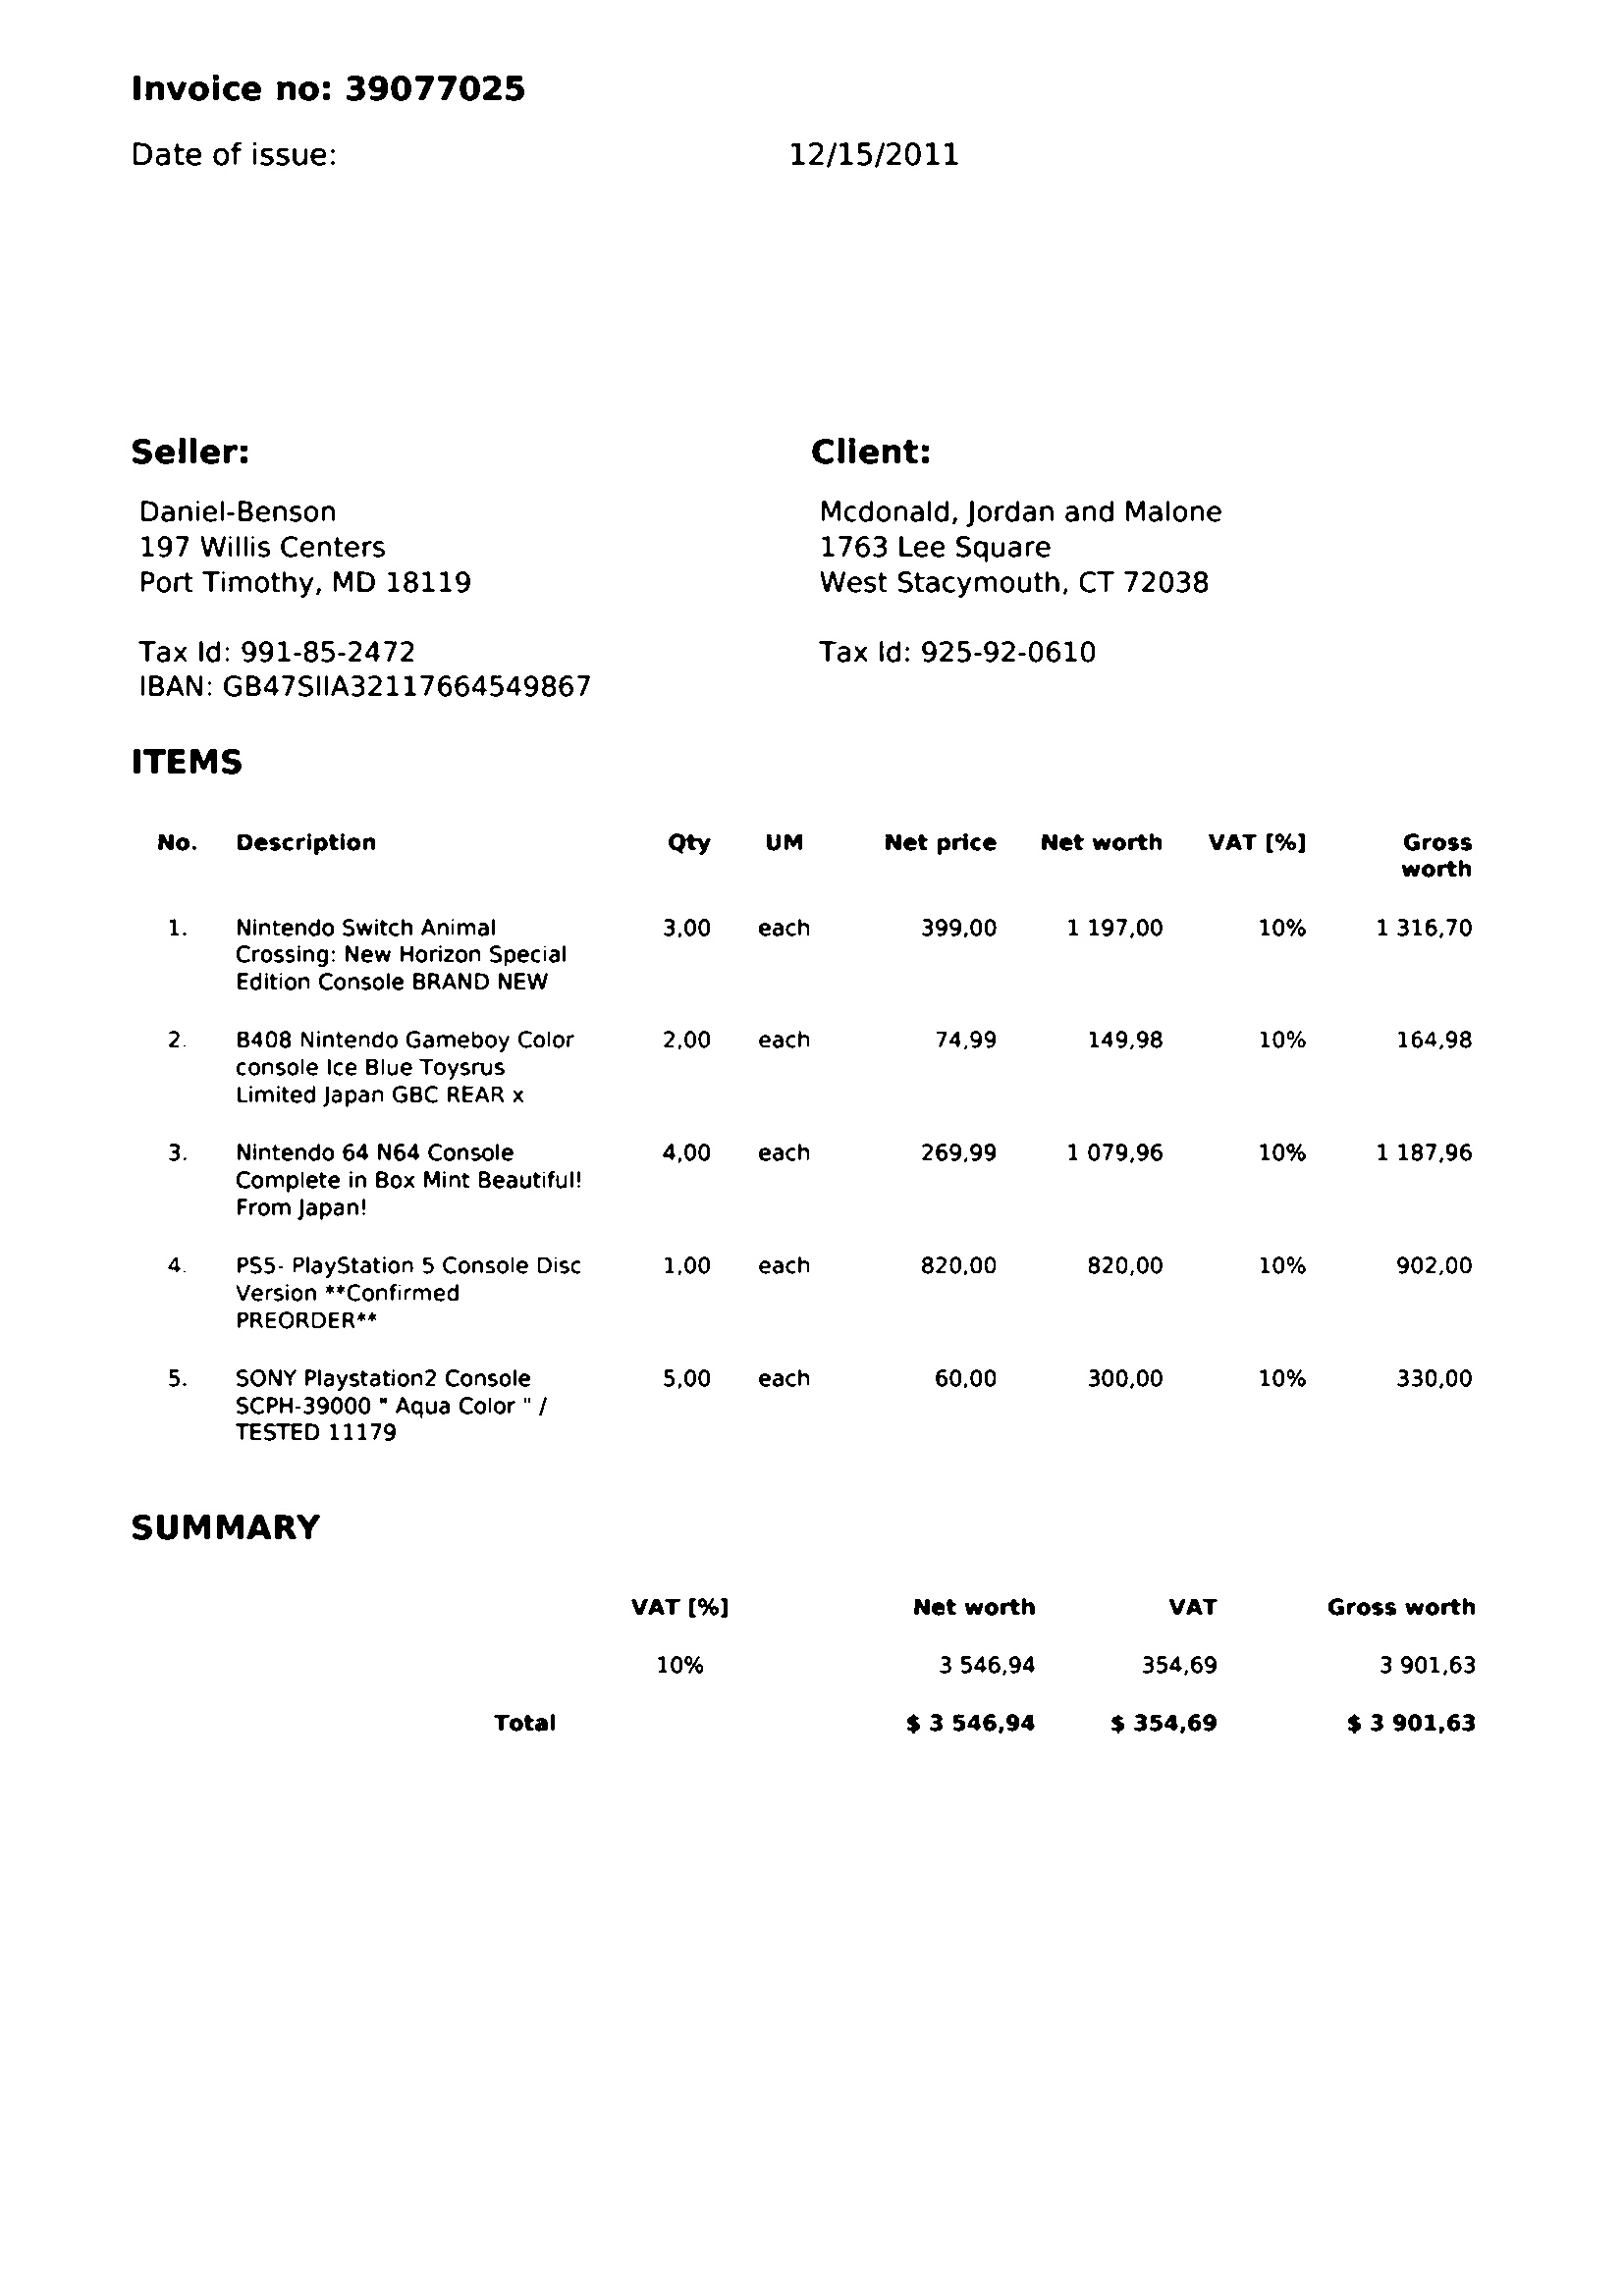 Invoice no: 39077025
Date of issue: 12/15/2011
Seller: Client:
Daniel-Benson Mcdonald, Jordan and Malone
197 Willis Centers 1763 Lee Square
Port Timothy, MD 18119 West Stacymouth, CT 72038
Tax Id: 991-85-2472 Tax Id: 925-92-0610
IBAN: GB47SIIA32117664549867
ITEMS
No. Description Qty UM Net price Net worth VAT [%] Gross
worth
1. Nintendo Switch Animal 3,00 each 399,00 1 197,00 10% 1 316,70
Crossing: New Horizon Special
Edition Console BRAND NEW
2. B408 Nintendo Gameboy Color 2,00 each 74,99 149,98 10% 164,98
console Ice Blue Toysrus
Limited Japan GBC REAR x
3. Nintendo 64 N64 Console 4,00 each 269,99 1 079,96 10% 1 187,96
Complete in Box Mint Beautiful!
From Japan!
4. PS5- PlayStation 5 Console Disc 1,00 each 820,00 820,00 10% 902,00
Version **Confirmed
PREORDER**
5. SONY Playstation2 Console 5,00 each 60,00 300,00 10% 330,00
SCPH-39000 " Aqua Color " /
TESTED 11179
SUMMARY
VAT [%] Net worth VAT Gross worth
10% 3 546,94 354,69 3 901,63
Total $ 3 546,94 $ 354,69 $ 3 901,63